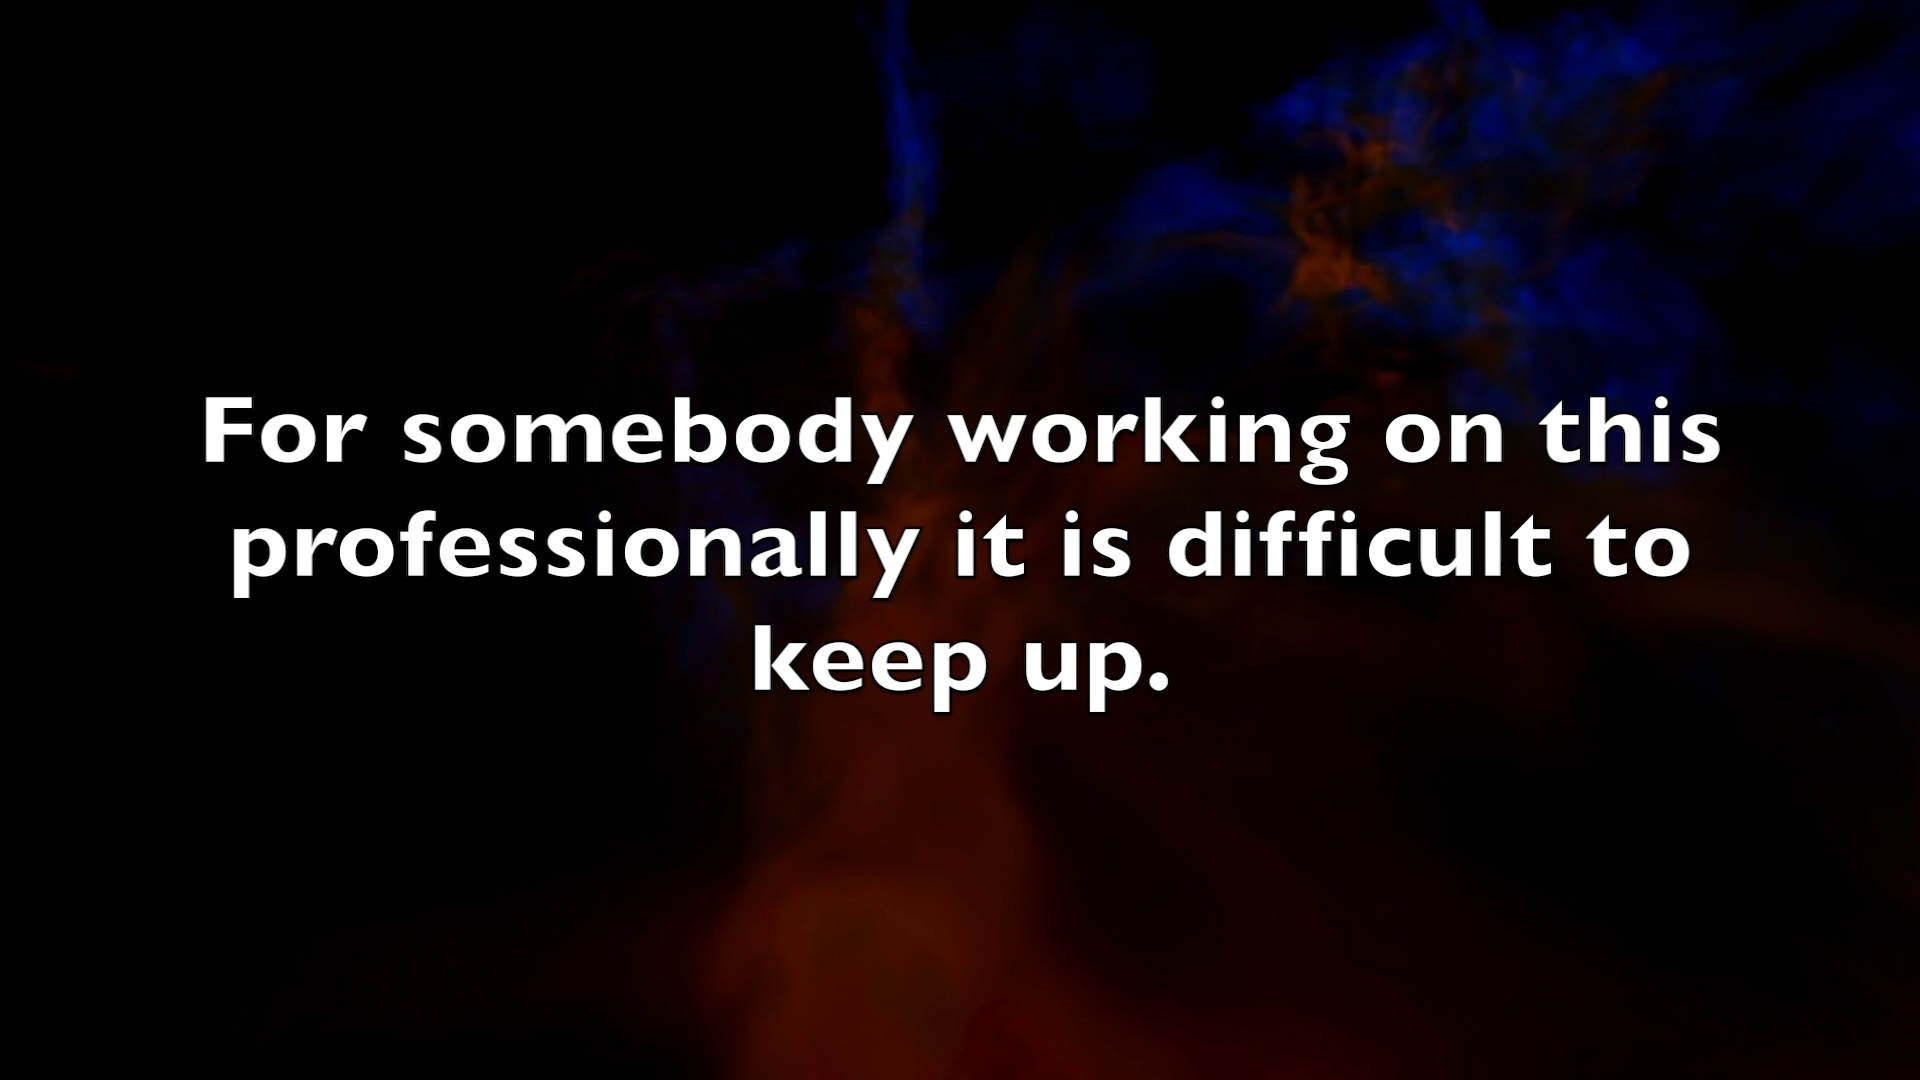 For somebody working on this
professionally it is difficult to
keep up.